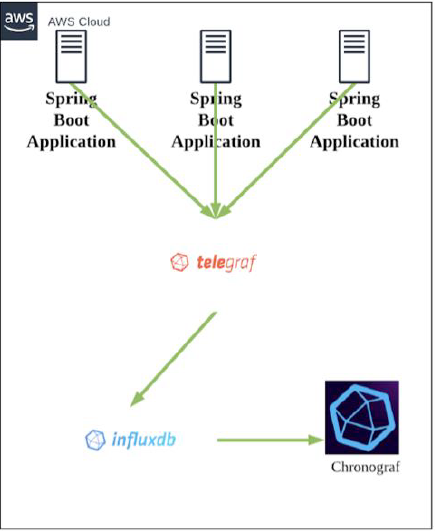 aws
AWS Cloud
Spring
Boot
Application
Spring
Boot
Application
Spring
Boot
Application
telegraf
influxdb
Chronograf